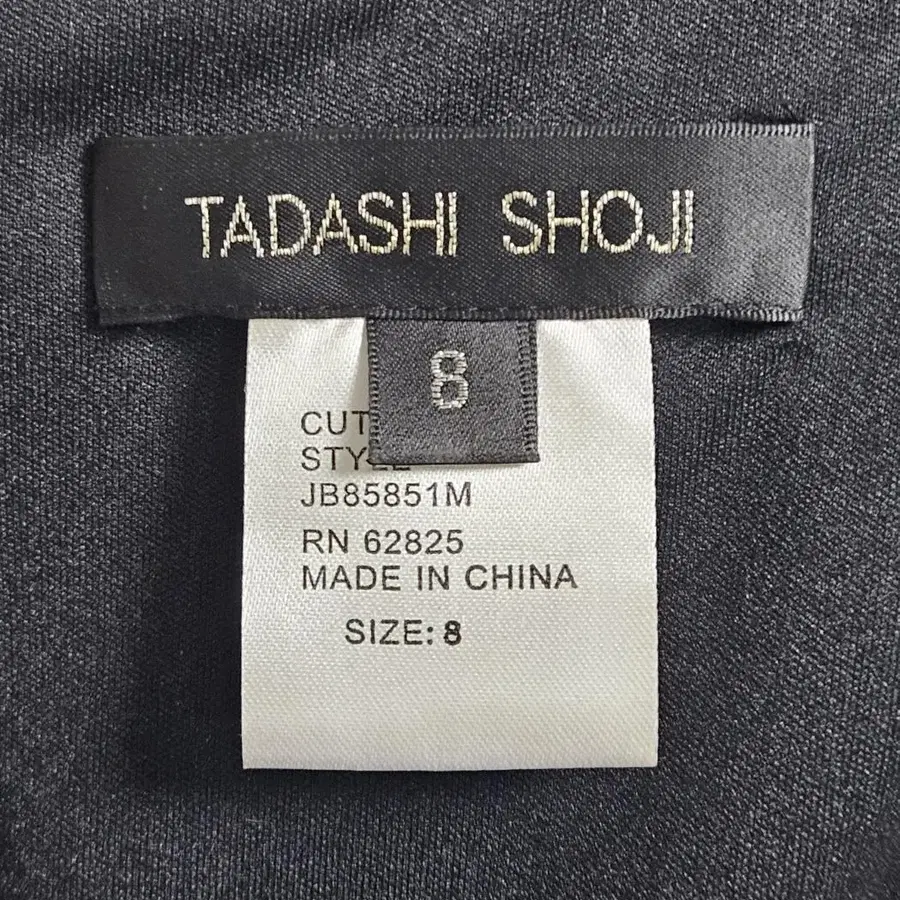 TADASHI SHOJI
8
CUT
STYLE
JB85851M
RN 62825
MADE IN CHINA
SIZE: 8